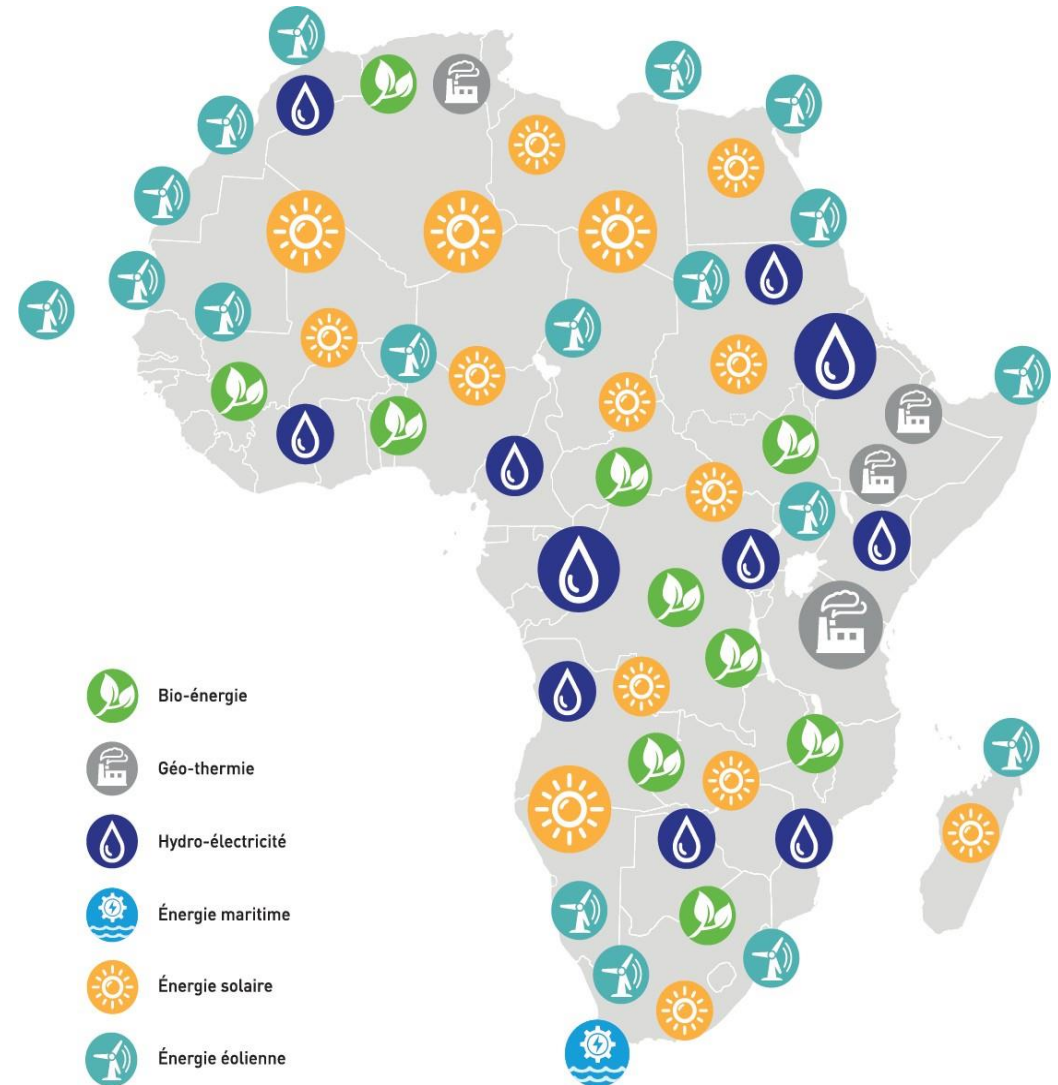 Bio-énergie
Géo-thermie
Hydro-électricité
Énergie maritime
Énergie solaire
Énergie éolienne